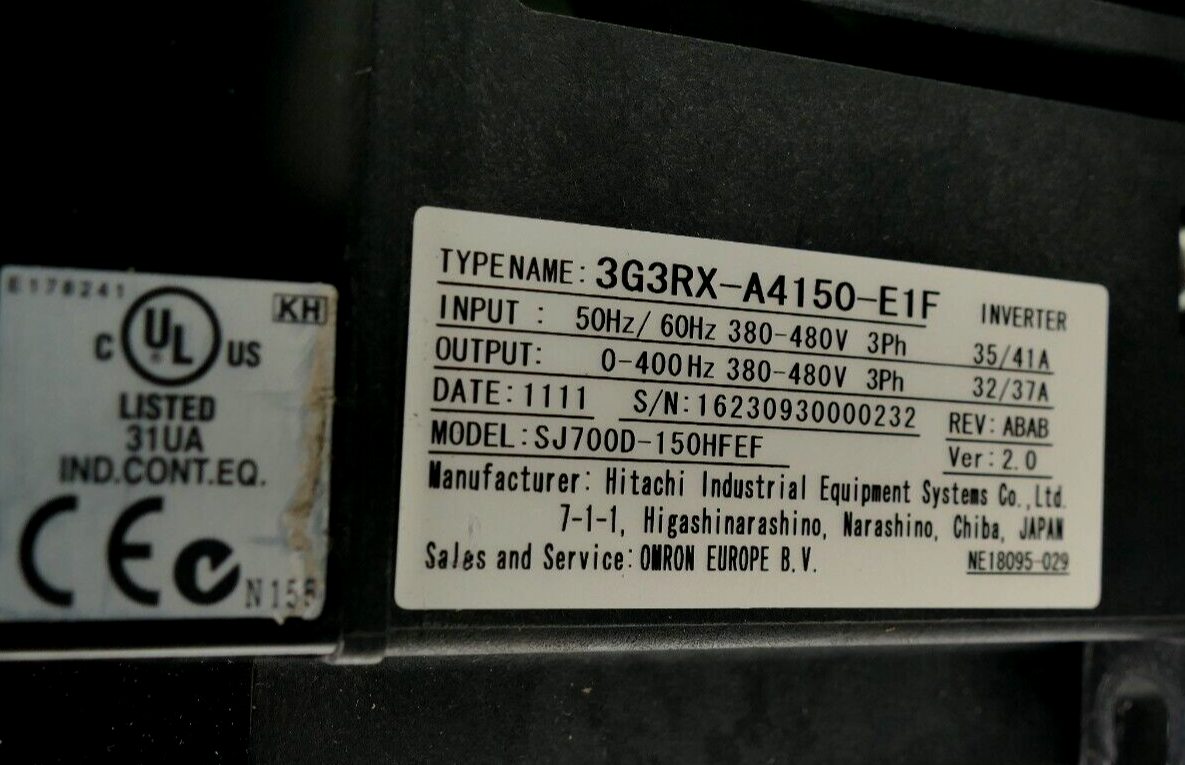 E178241
KH
C UL ® US
LISTED
31UA
IND.CONT.EQ.
CE
TYPENAME: 3G3RX-A4150-E1F INVERTER
INPUT : 50Hz/60Hz 380-480V 3Ph 35/41A
OUTPUT: 0-400Hz 380-480V 3Ph 32/37A
DATE:1111 S/N:16230930000232 REV:ABAB
MODEL:SJ700D-150HFEF Ver:2.0
Manufacturer: Hitachi Industrial Equipment Systems Co.,Ltd.
7-1-1, Higashinarashino, Narashino, Chiba, JAPAN
Sales and Service: OMRON EUROPE B.V. NE18095-029